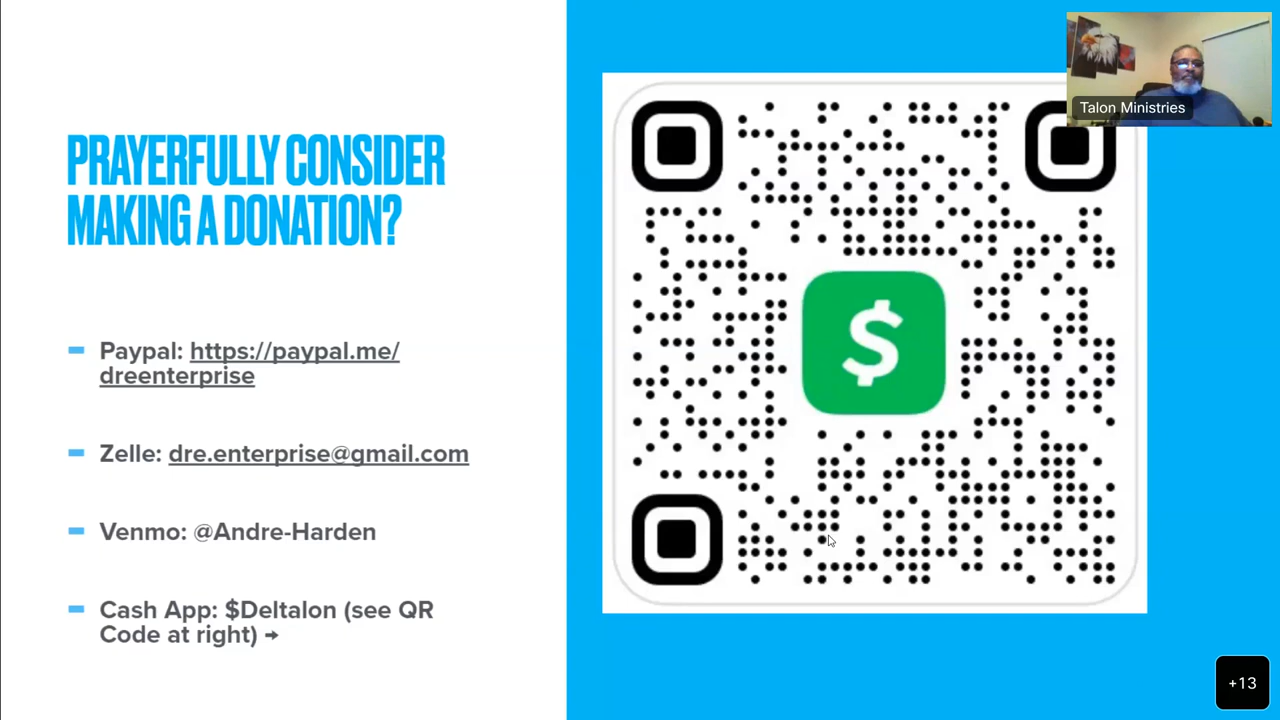 PRAYERFULLY CONSIDER
MAKING A DONATION?
Paypal: https://paypal.me/
dreenterprise
Zelle: dre.enterprise@gmail.com
Venmo: @Andre-Harden
Cash App: $Deltalon (see QR
Code at right) →
$
Talon Ministries
+13